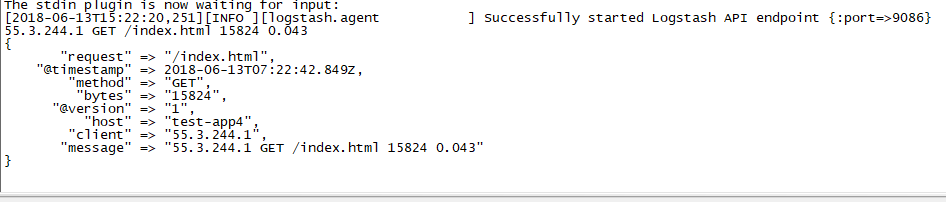 The stdin plugin is now waiting for input:
[2018-06-13T15:22:20,251][INFO ][logstash.agent           ] Successfully started Logstash API endpoint {:port=>9086}
55.3.244.1 GET /index.html 15824 0.043
{
       "request" => "/index.html",
    "@timestamp" => 2018-06-13T07:22:42.849Z,
        "method" => "GET",
         "bytes" => "15824",
      "@version" => "1",
          "host" => "test-app4",
        "client" => "55.3.244.1",
       "message" => "55.3.244.1 GET /index.html 15824 0.043"
}